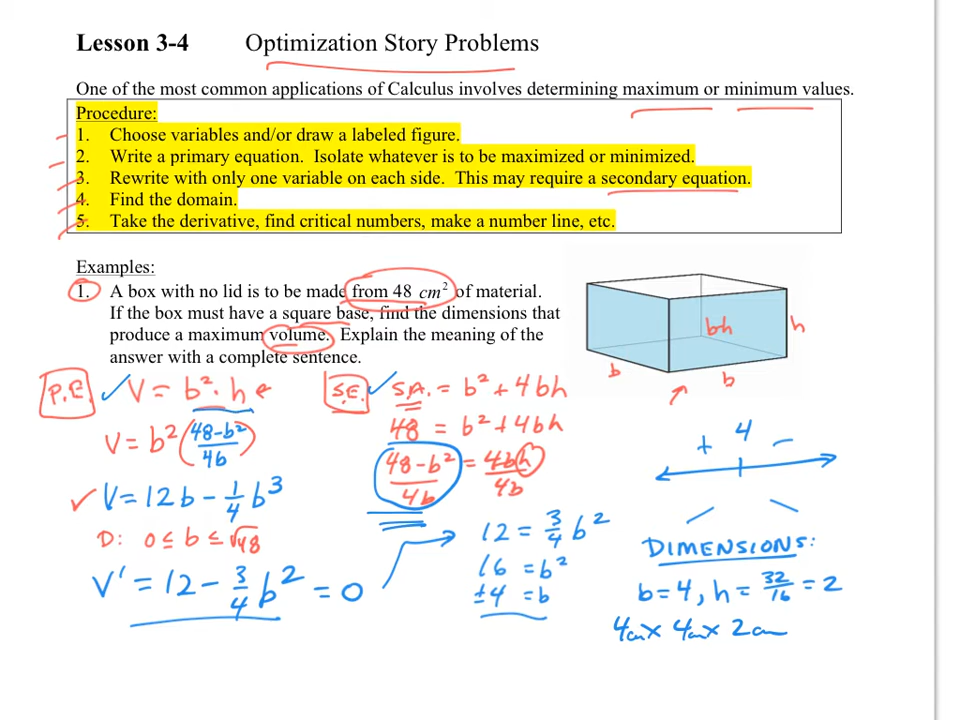 Lesson 3-4 Optimization Story Problems
One of the most common applications of Calculus involves determining maximum or minimum values.
Procedure:
1. Choose variables and/or draw a labeled figure.
2. Write a primary equation. Isolate whatever is to be maximized or minimized.
3. Rewrite with only one variable on each side. This may require a secondary equation.
4. Find the domain.
5. Take the derivative, find critical numbers, make a number line, etc.
Examples:
1. A box with no lid is to be made from 48 cm² of material.
If the box must have a square base, find the dimensions that
produce a maximum volume. Explain the meaning of the
answer with a complete sentence.
bh h
b b
P.E. V = b²·h
V = b²((48-b²)/4b)
V = 12b - 1/4 b³
D: 0 ≤ b ≤ √48
V' = 12 - 3/4 b² = 0
S.E. S.A. = b² + 4bh
48 = b² + 4bh
(48-b²)/4b = 4bh/4b
12 = 3/4 b²
16 = b²
±4 = b
+ 4 -
DIMENSIONS:
b=4, h = 32/16 = 2
4cm x 4cm x 2cm